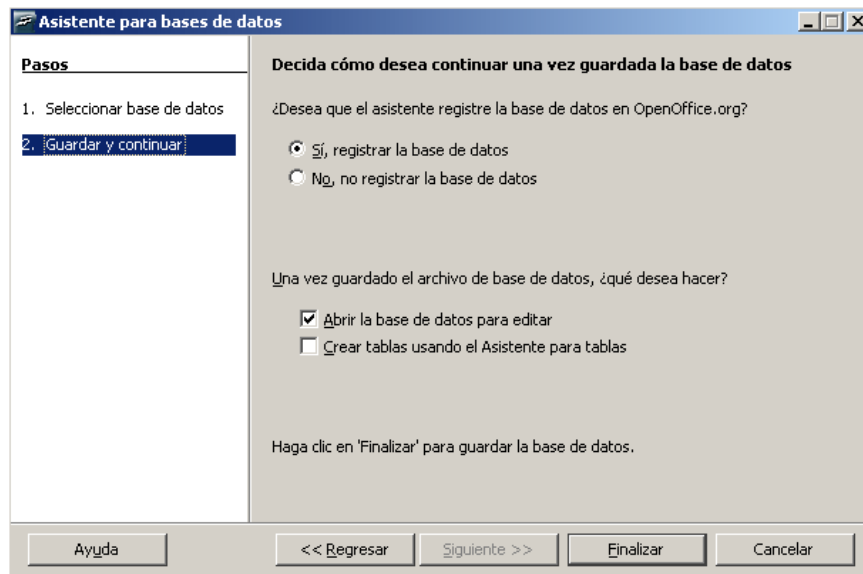 Asistente para bases de datos
Pasos
1. Seleccionar base de datos
2. Guardar y continuar
Decida cómo desea continuar una vez guardada la base de datos
¿Desea que el asistente registre la base de datos en OpenOffice.org?
Sí, registrar la base de datos
No, no registrar la base de datos
Una vez guardado el archivo de base de datos, ¿qué desea hacer?
Abrir la base de datos para editar
Crear tablas usando el Asistente para tablas
Haga clic en 'Finalizar' para guardar la base de datos.
Ayuda
<< Regresar
Siguiente >>
Finalizar
Cancelar